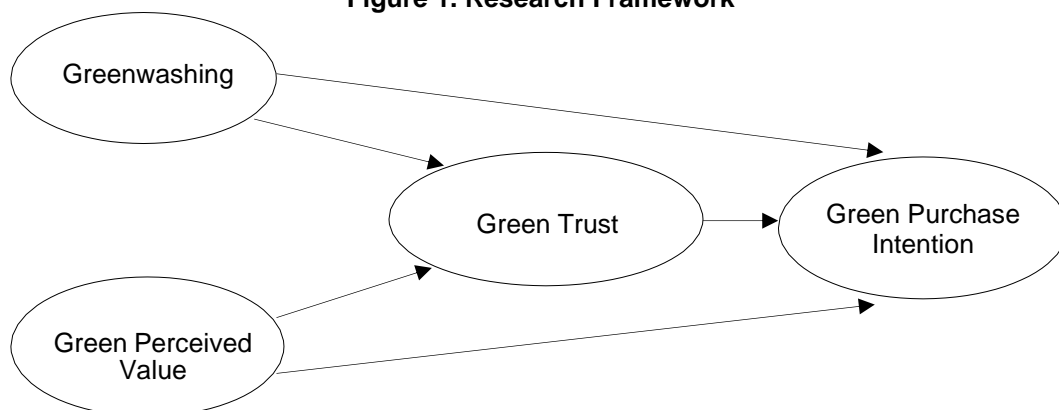 Figure 1. Research Framework
Greenwashing
Green Trust
Green Purchase
Intention
Green Perceived
Value